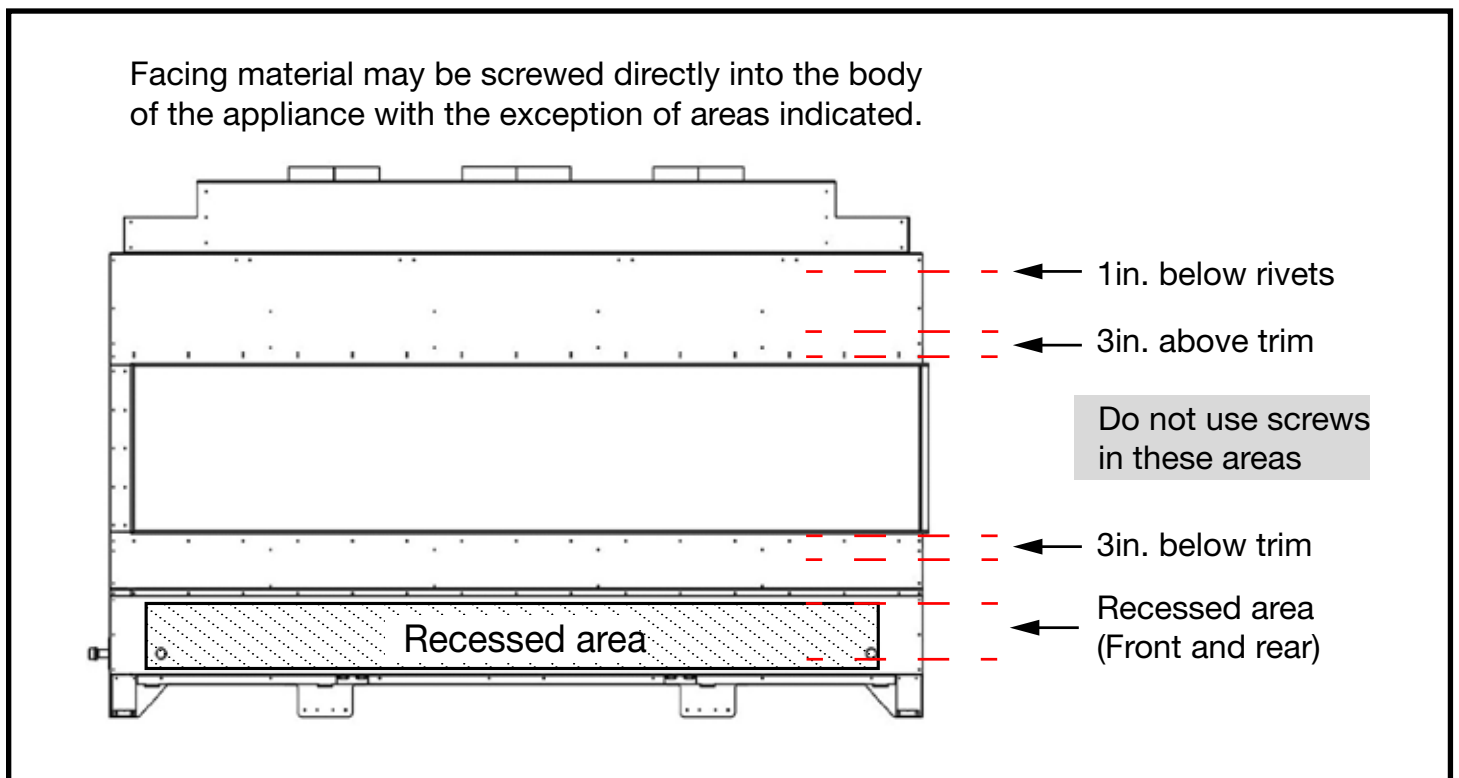 Facing material may be screwed directly into the body
of the appliance with the exception of areas indicated.
1in. below rivets
3in. above trim
Do not use screws
in these areas
3in. below trim
Recessed area
(Front and rear)
Recessed area